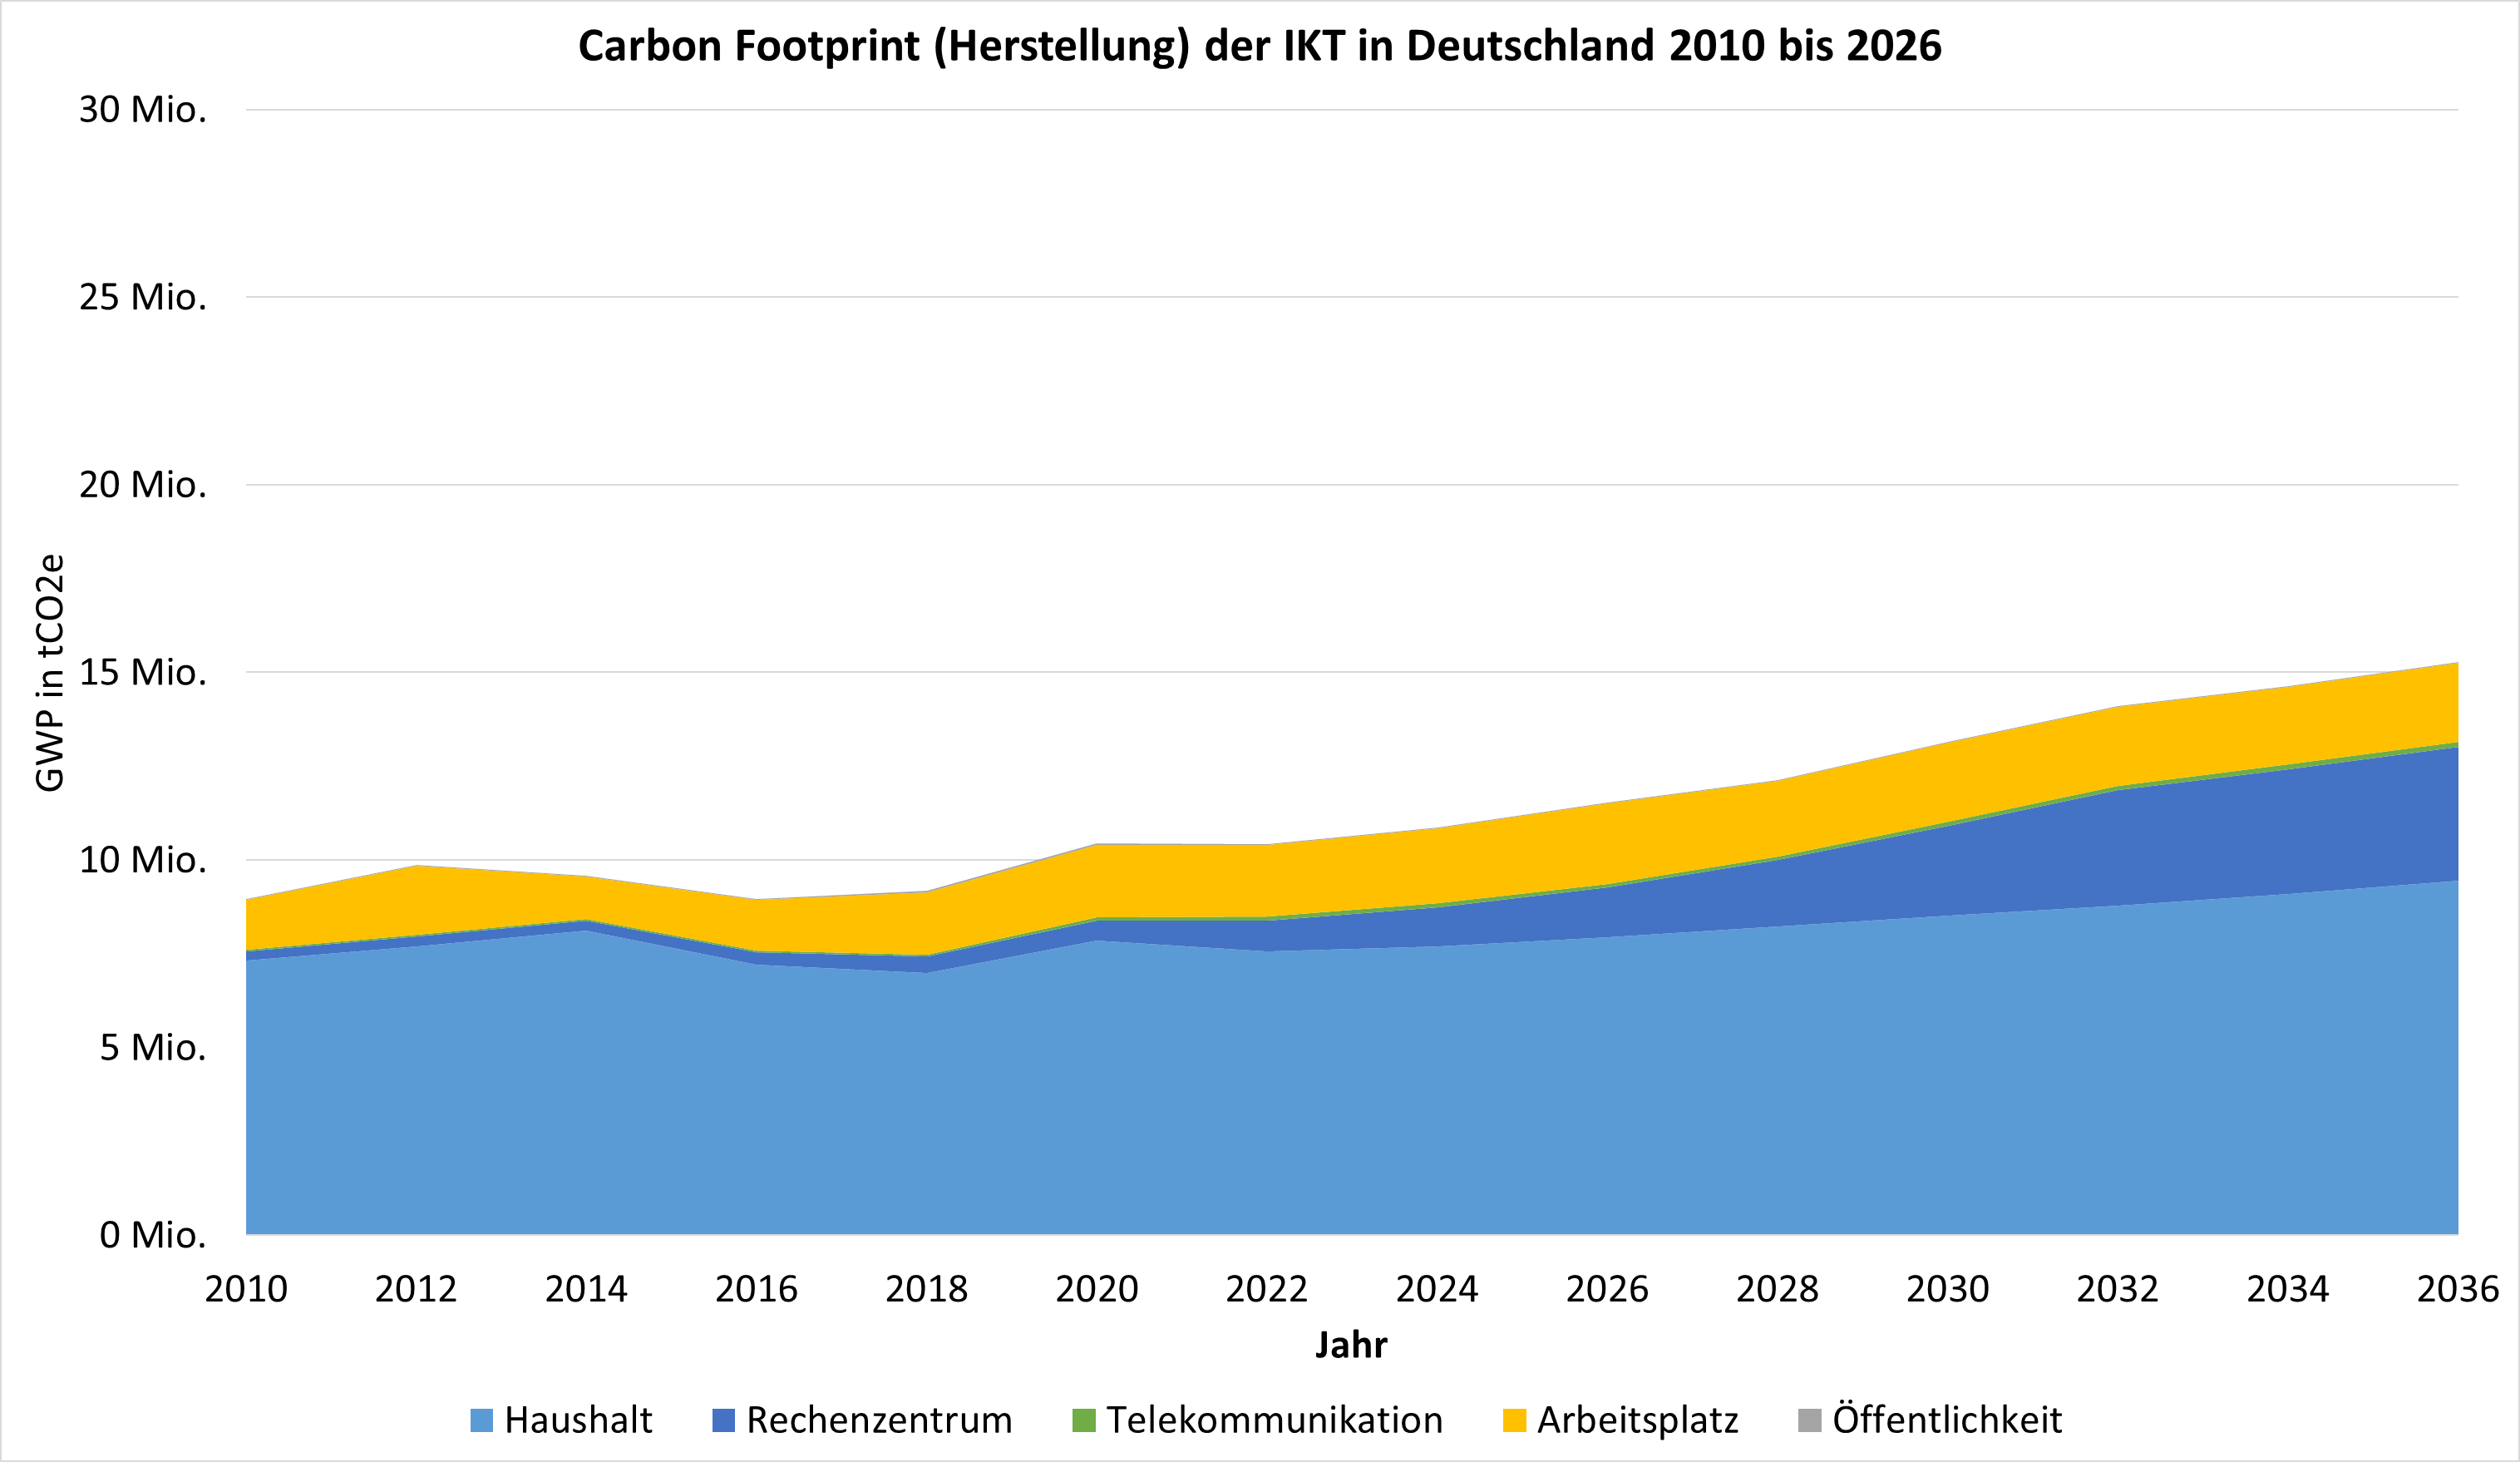 Carbon Footprint (Herstellung) der IKT in Deutschland 2010 bis 2026
30 Mio.
25 Mio.
20 Mio.
15 Mio.
10 Mio.
5 Mio.
0 Mio.
GWP in tCO2e
2010 2012 2014 2016 2018 2020 2022 2024 2026 2028 2030 2032 2034 2036
Jahr
Haushalt Rechenzentrum Telekommunikation Arbeitsplatz Öffentlichkeit